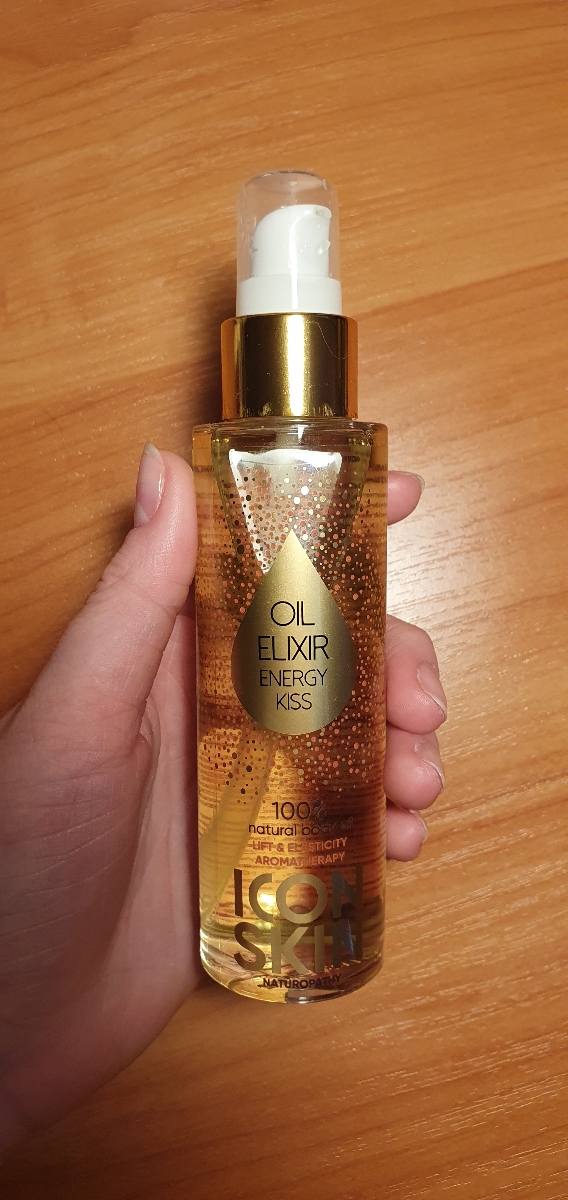 OIL
ELIXIR
ENERGY
KISS
100%
natural body oil
LIFT & ELASTICITY
AROMATHERAPY
ICON
SKIN
NATUROPATHY